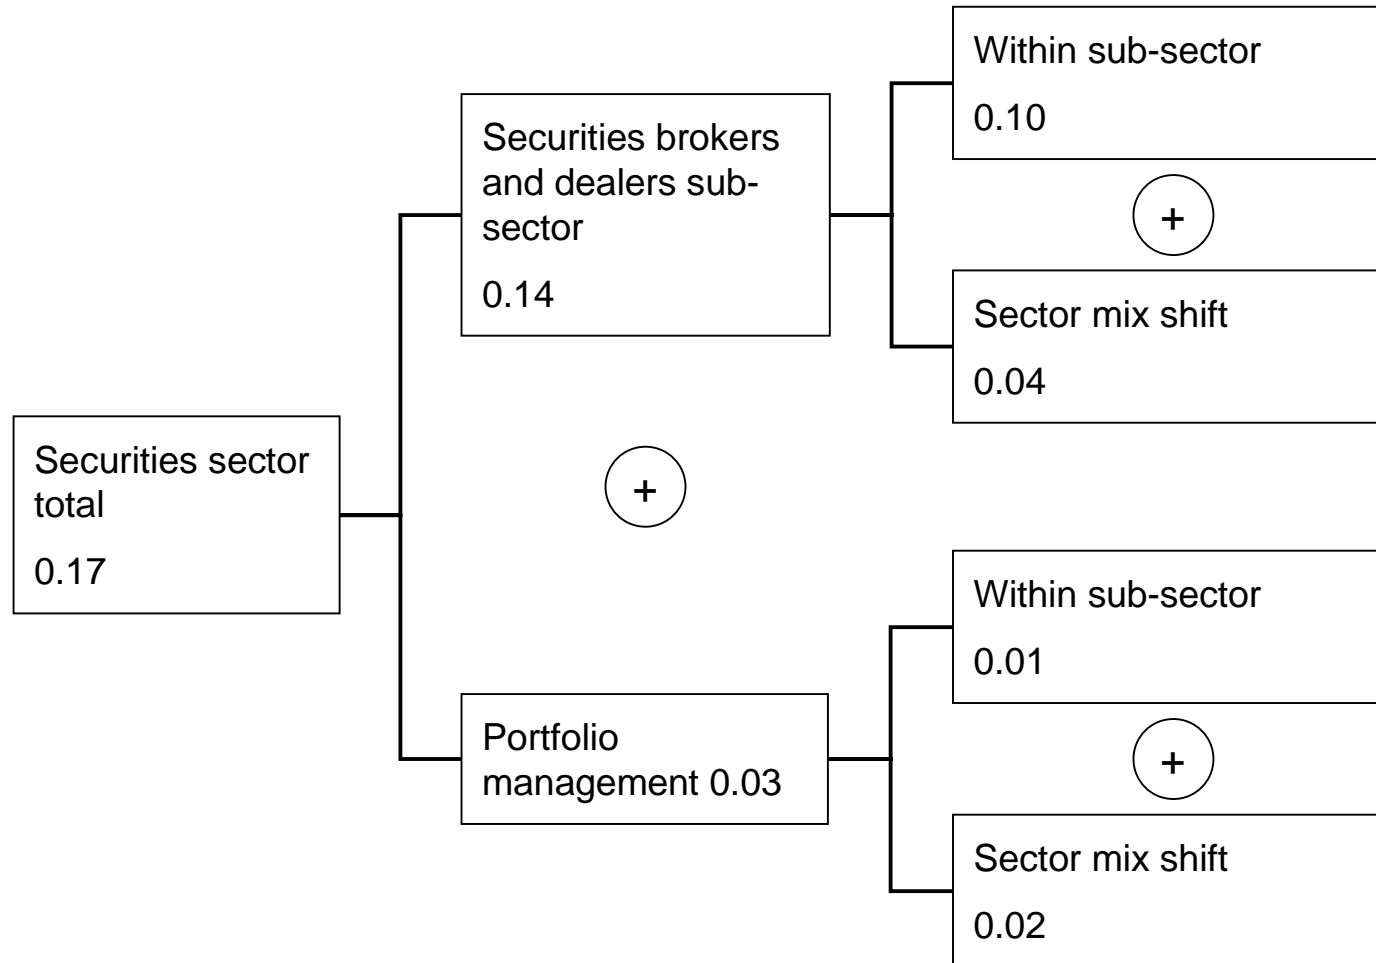 Securities sector
total
0.17
Securities brokers
and dealers sub-
sector
0.14
+
Portfolio
management 0.03
Within sub-sector
0.10
+
Sector mix shift
0.04
Within sub-sector
0.01
+
Sector mix shift
0.02